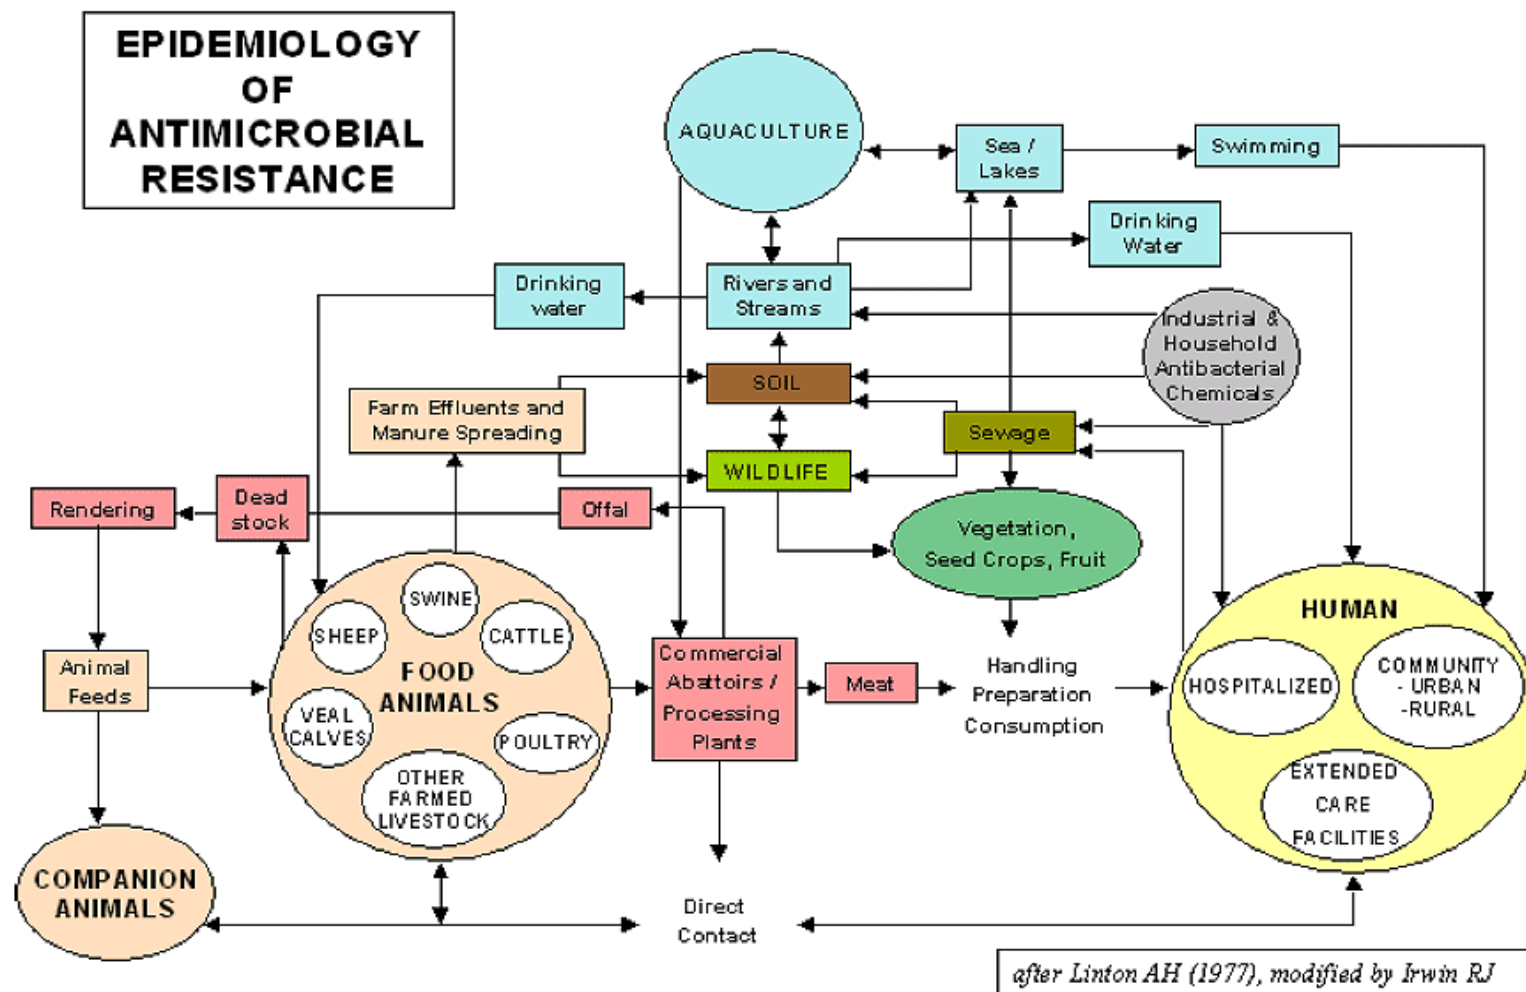 EPIDEMIOLOGY
OF
ANTIMICROBIAL
RESISTANCE
AQUACULTURE
Sea /
Lakes
Swimming
Drinking
Water
Drinking
water
Rivers and
Streams
Industrial &
Household
Antibacterial
Chemicals
SOIL
Farm Effluents and
Manure Spreading
Sewage
WILDLIFE
Rendering
Dead
stock
Offal
Vegetation,
Seed Crops, Fruit
SWINE
SHEEP
CATTLE
FOOD
ANIMALS
VEAL
CALVES
POULTRY
OTHER
FARMED
LIVESTOCK
Animal
Feeds
Commercial
Abattoirs /
Processing
Plants
Meat
Handling
Preparation
Consumption
HUMAN
HOSPITALIZED
COMMUNITY
- URBAN
-RURAL
EXTENDED
CARE
FACILITIES
COMPANION
ANIMALS
Direct
Contact
after Linton AH (1977), modified by Irwin RJ